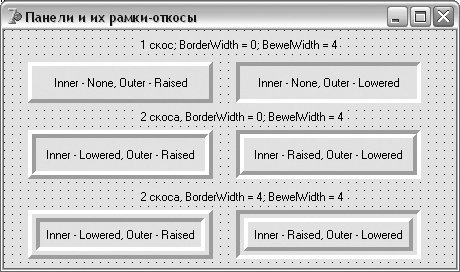 Панели и их рамки-откосы
1 скос; BorderWidth = 0; BewelWidth = 4
Inner - None, Outer - Raised
Inner - None, Outer - Lowered
2 скоса, BorderWidth = 0; BewelWidth = 4
Inner - Lowered, Outer - Raised
Inner - Raised, Outer - Lowered
2 скоса, BorderWidth = 4; BewelWidth = 4
Inner - Lowered, Outer - Raised
Inner - Raised, Outer - Lowered